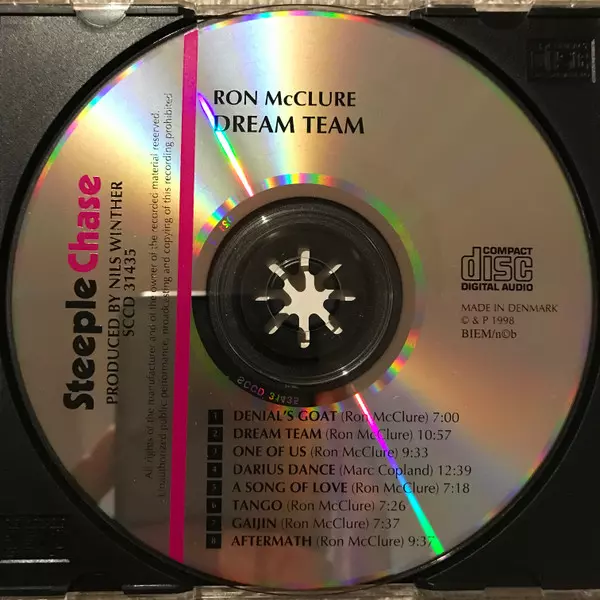 RON McCLURE
DREAM TEAM
SteepleChase
PRODUCED BY NILS WINTHER
SCCD 31435
All rights of the manufacturer and of the owner of the recorded material reserved.
Unauthorized public performance, broadcasting and copying of this recording prohibited
COMPACT
disc
DIGITAL AUDIO
MADE IN DENMARK
© & P 1998
BIEM/n©b
SCCD 31435
1 DENIAL'S GOAT (Ron McClure) 7:00
2 DREAM TEAM (Ron McClure) 10:57
3 ONE OF US (Ron McClure) 9:33
4 DARIUS DANCE (Marc Copland) 12:39
5 A SONG OF LOVE (Ron McClure) 7:18
6 TANGO (Ron McClure) 7:26
7 GAIJIN (Ron McClure) 7:37
8 AFTERMATH (Ron McClure) 9:37